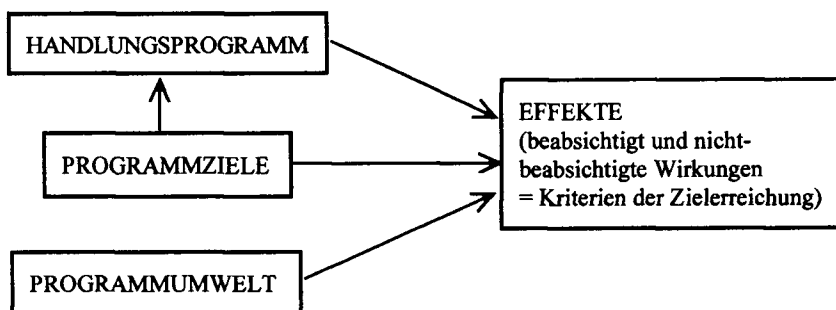 HANDLUNGSPROGRAMM
PROGRAMMZIELE
PROGRAMMUMWELT
EFFEKTE
(beabsichtigt und nicht-
beabsichtigte Wirkungen
= Kriterien der Zielerreichung)